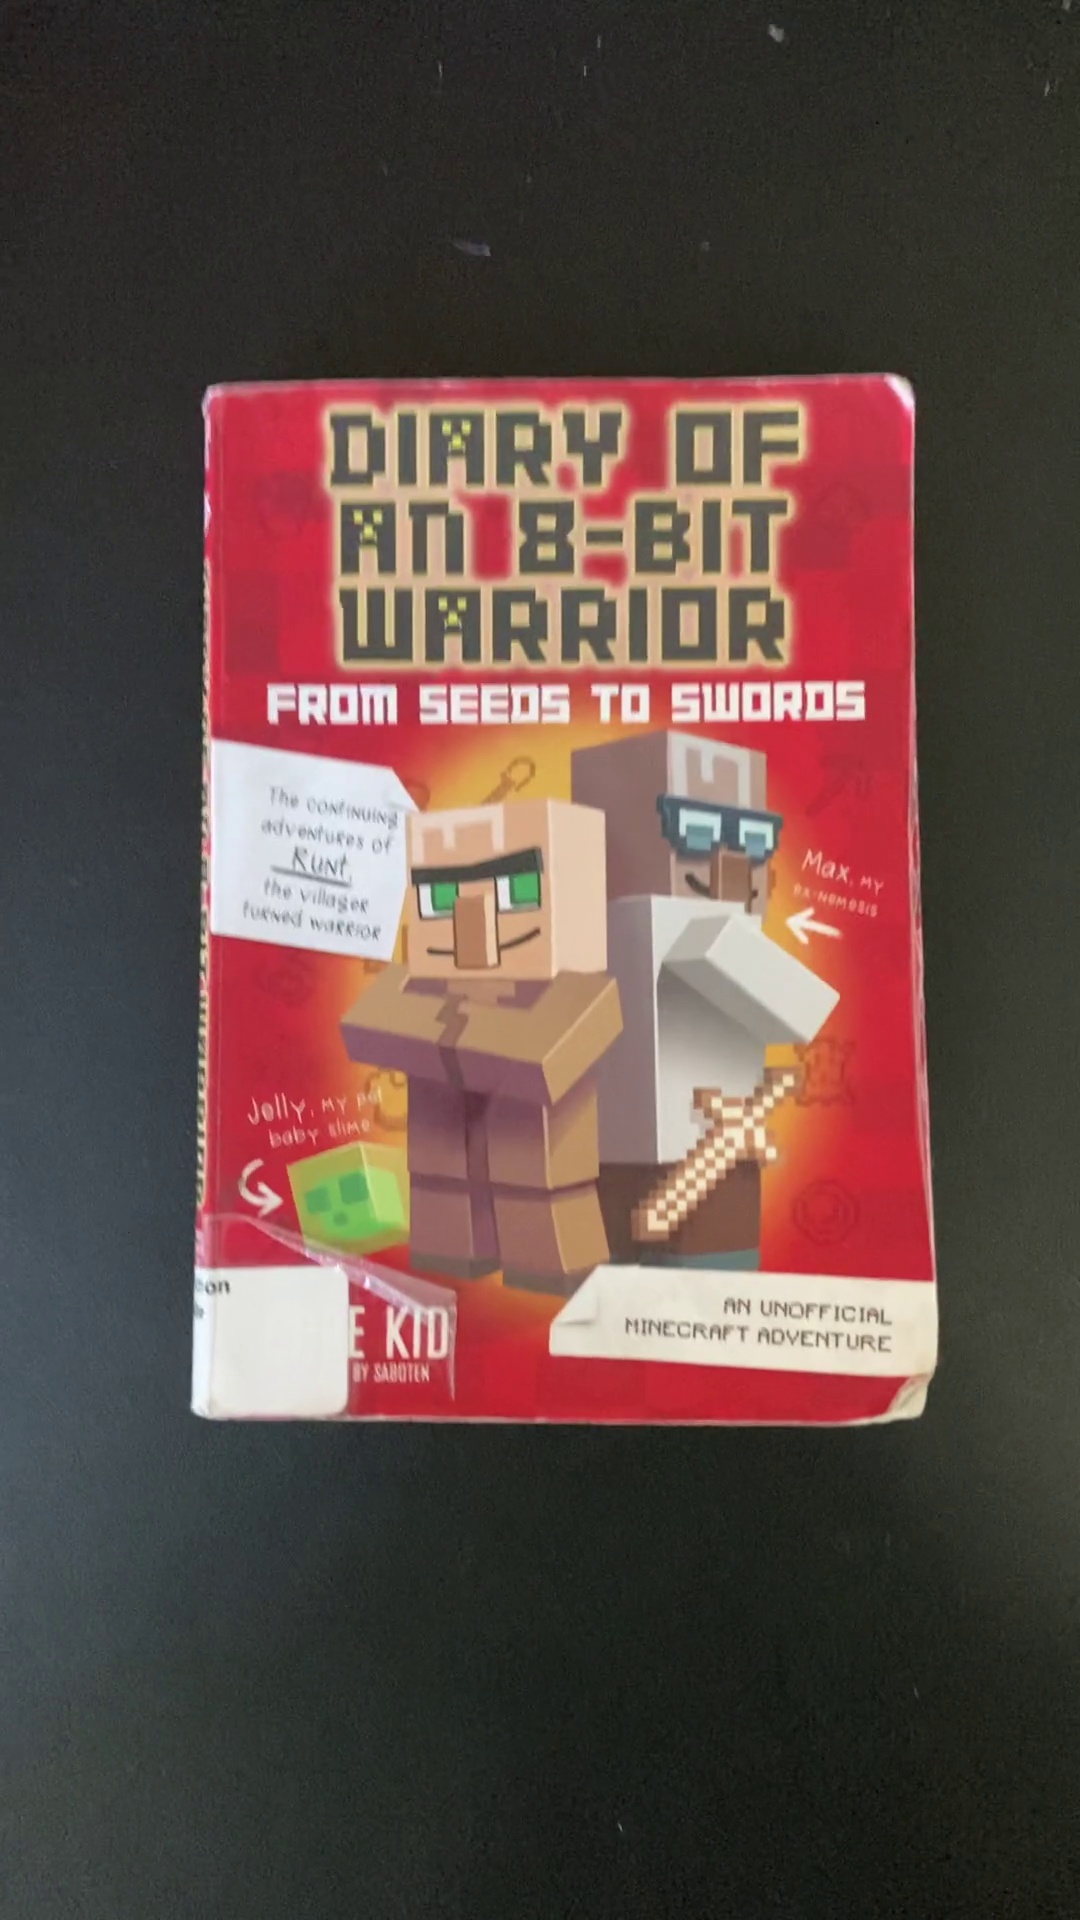 DIARY OF
AN 8-BIT
WARRIOR
FROM SEEDS TO SWORDS
The continuing
adventures of
Runt,
the villager
turned warrior
Max, my
ex-nemesis
Jelly, my pet
baby slime
E KID
BY SABOTEN
AN UNOFFICIAL
MINECRAFT ADVENTURE